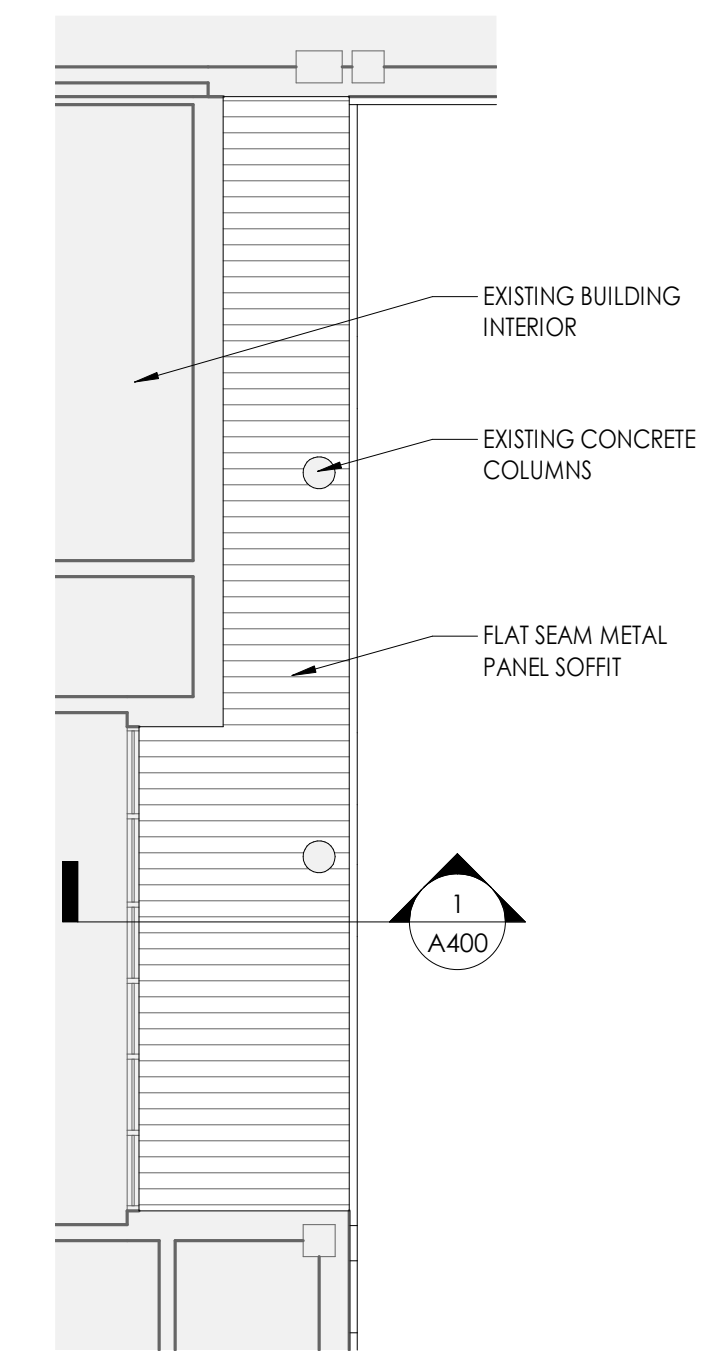 EXISTING BUILDING
INTERIOR
EXISTING CONCRETE
COLUMNS
FLAT SEAM METAL
PANEL SOFFIT
1
A400